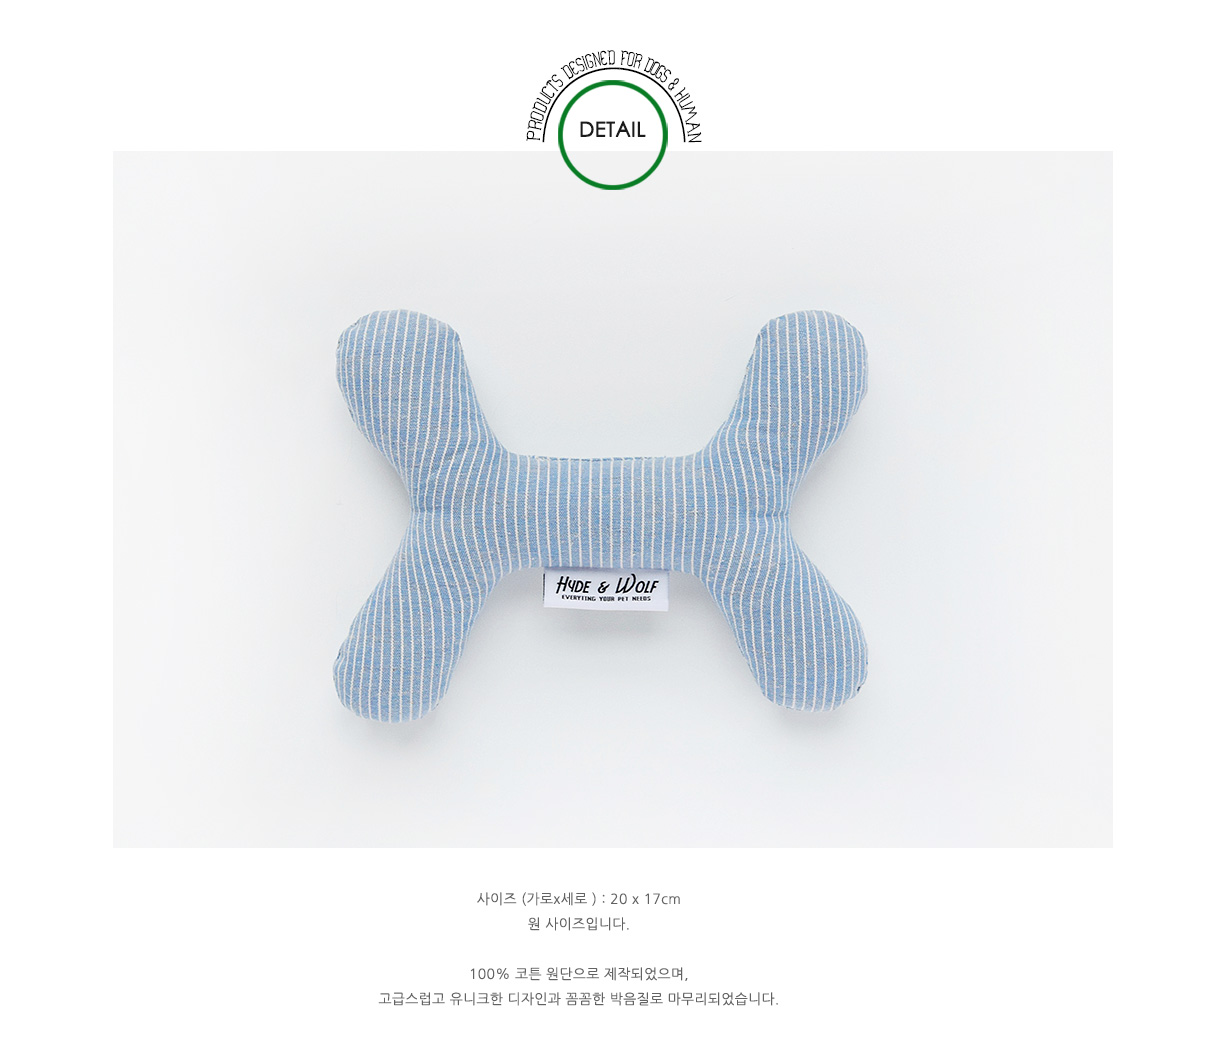 PRODUCTS DESIGNED FOR DOGS & HUMAN
DETAIL
HYDE & WOLF
EVERYTING YOUR PET NEEDS
사이즈 (가로x세로 ) : 20 x 17cm
원 사이즈입니다.
100% 코튼 원단으로 제작되었으며,
고급스럽고 유니크한 디자인과 꼼꼼한 박음질로 마무리되었습니다.